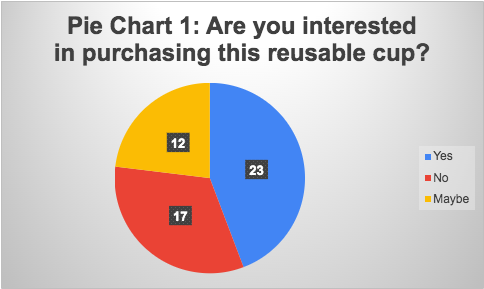 Pie Chart 1: Are you interested
in purchasing this reusable cup?
12
23
17
Yes
No
Maybe